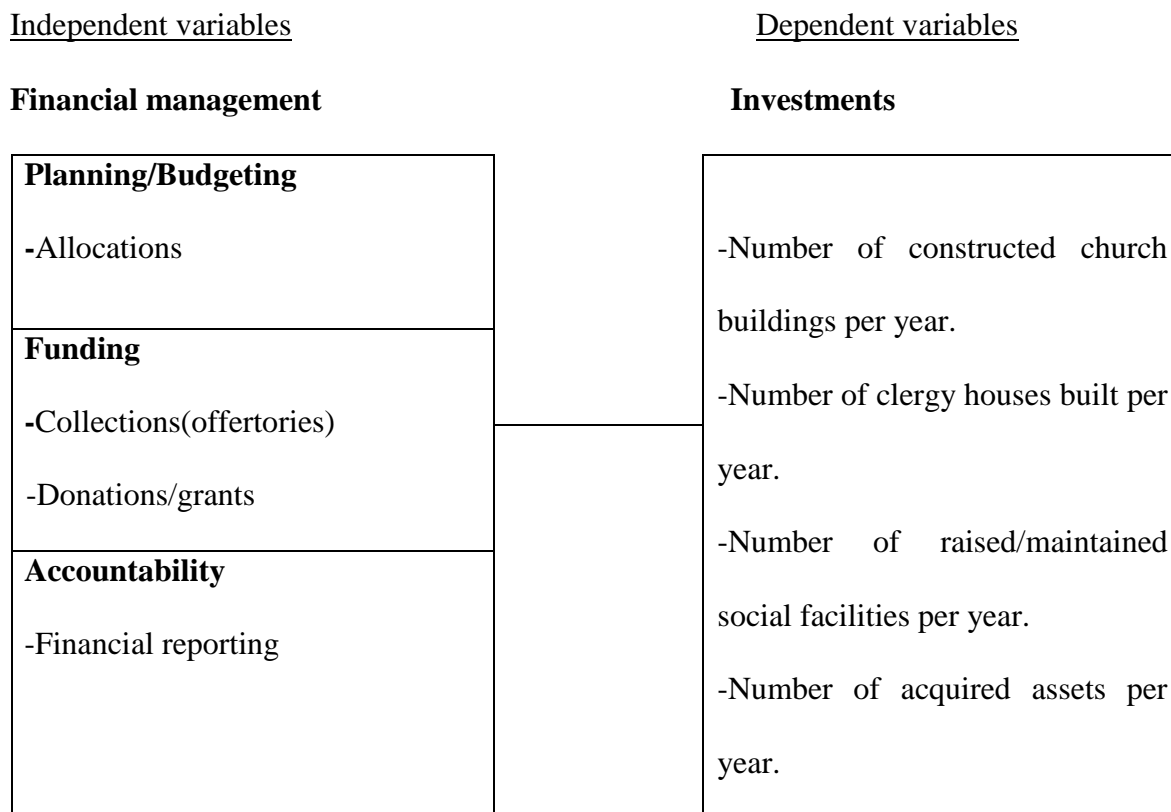 Independent variables
Dependent variables
Financial management
Investments
Planning/Budgeting
-Allocations
Funding
-Collections(offertories)
-Donations/grants
Accountability
-Financial reporting
-Number of constructed church
buildings per year.
-Number of clergy houses built per
year.
-Number of raised/maintained
social facilities per year.
-Number of acquired assets per
year.